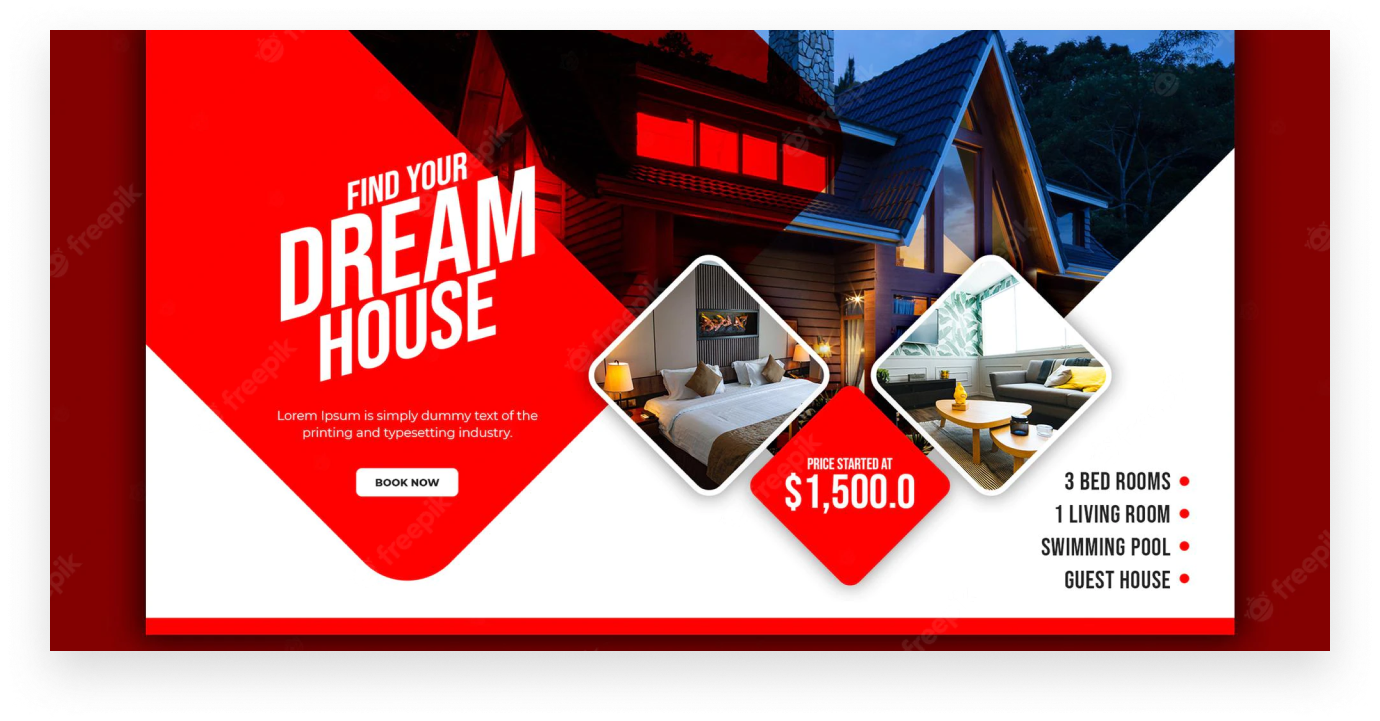 FIND YOUR
DREAM
HOUSE
Lorem Ipsum is simply dummy text of the
printing and typesetting industry.
BOOK NOW
PRICE STARTED AT
$1,500.0
3 BED ROOMS
1 LIVING ROOM
SWIMMING POOL
GUEST HOUSE
freepik